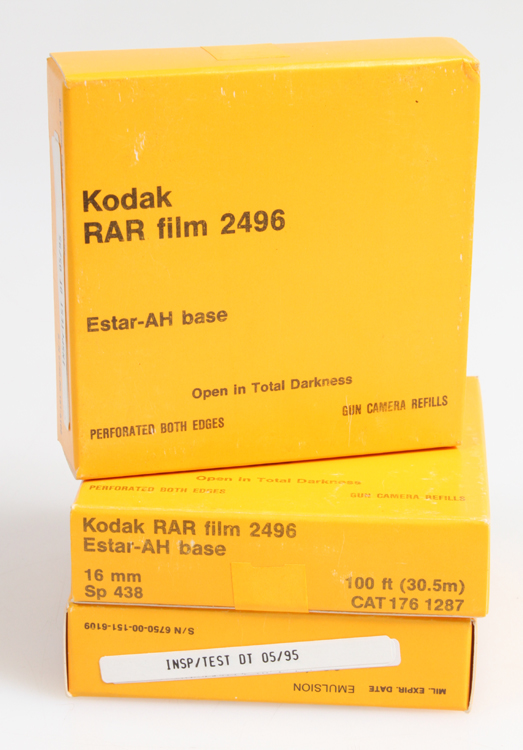 Kodak
RAR film 2496
Estar-AH base
Open in Total Darkness
PERFORATED BOTH EDGES
GUN CAMERA REFILLS
Open in Total Darkness
PERFORATED BOTH EDGES
GUN CAMERA REFILLS
Kodak RAR film 2496
Estar-AH base
16 mm
Sp 438
100 ft (30.5m)
CAT 176 1287
S/N 6750-00-151-6109
INSP/TEST DT 05/95
MIL. EXPIR. DATE
EMULSION